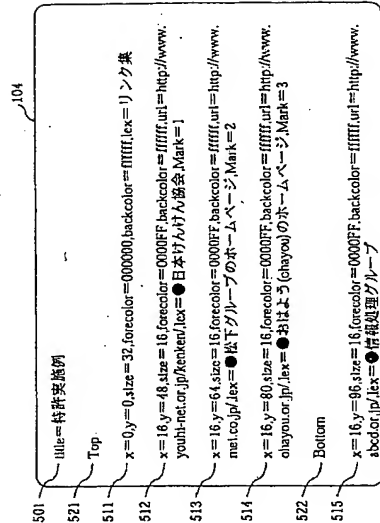 104
501 title=特許実施例
521 Top
511 x=0,y=0,size=32,forecolor=000000,backcolor=ffffff,lex=リンク集
512 x=16,y=48,size=16,forecolor=0000FF,backcolor=ffffff,url=http://www.
youhi-net.or.jp/kenken/,lex=●日本けんけん協会,Mark=1
513 x=16,y=64,size=16,forecolor=0000FF,backcolor=ffffff,url=http://www.
mei.co.jp/,lex=●松下グループのホームページ,Mark=2
514 x=16,y=80,size=16,forecolor=0000FF,backcolor=ffffff,url=http://www.
ohayou.or.jp/,lex=●おはよう(ohayou)のホームページ,Mark=3
522 Bottom
515 x=16,y=96,size=16,forecolor=0000FF,backcolor=ffffff,url=http://www.
abcd.or.jp/,lex=●情報処理グループ